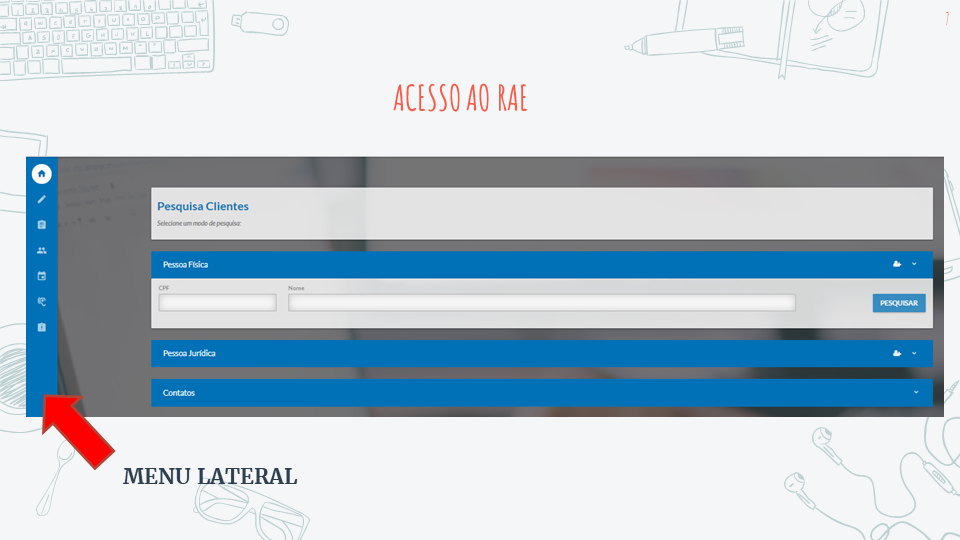 7
ACESSO AO RAE
Pesquisa Clientes
Selecione um modo de pesquisa:
Pessoa Física
CPF
Nome
PESQUISAR
Pessoa Jurídica
Contatos
MENU LATERAL